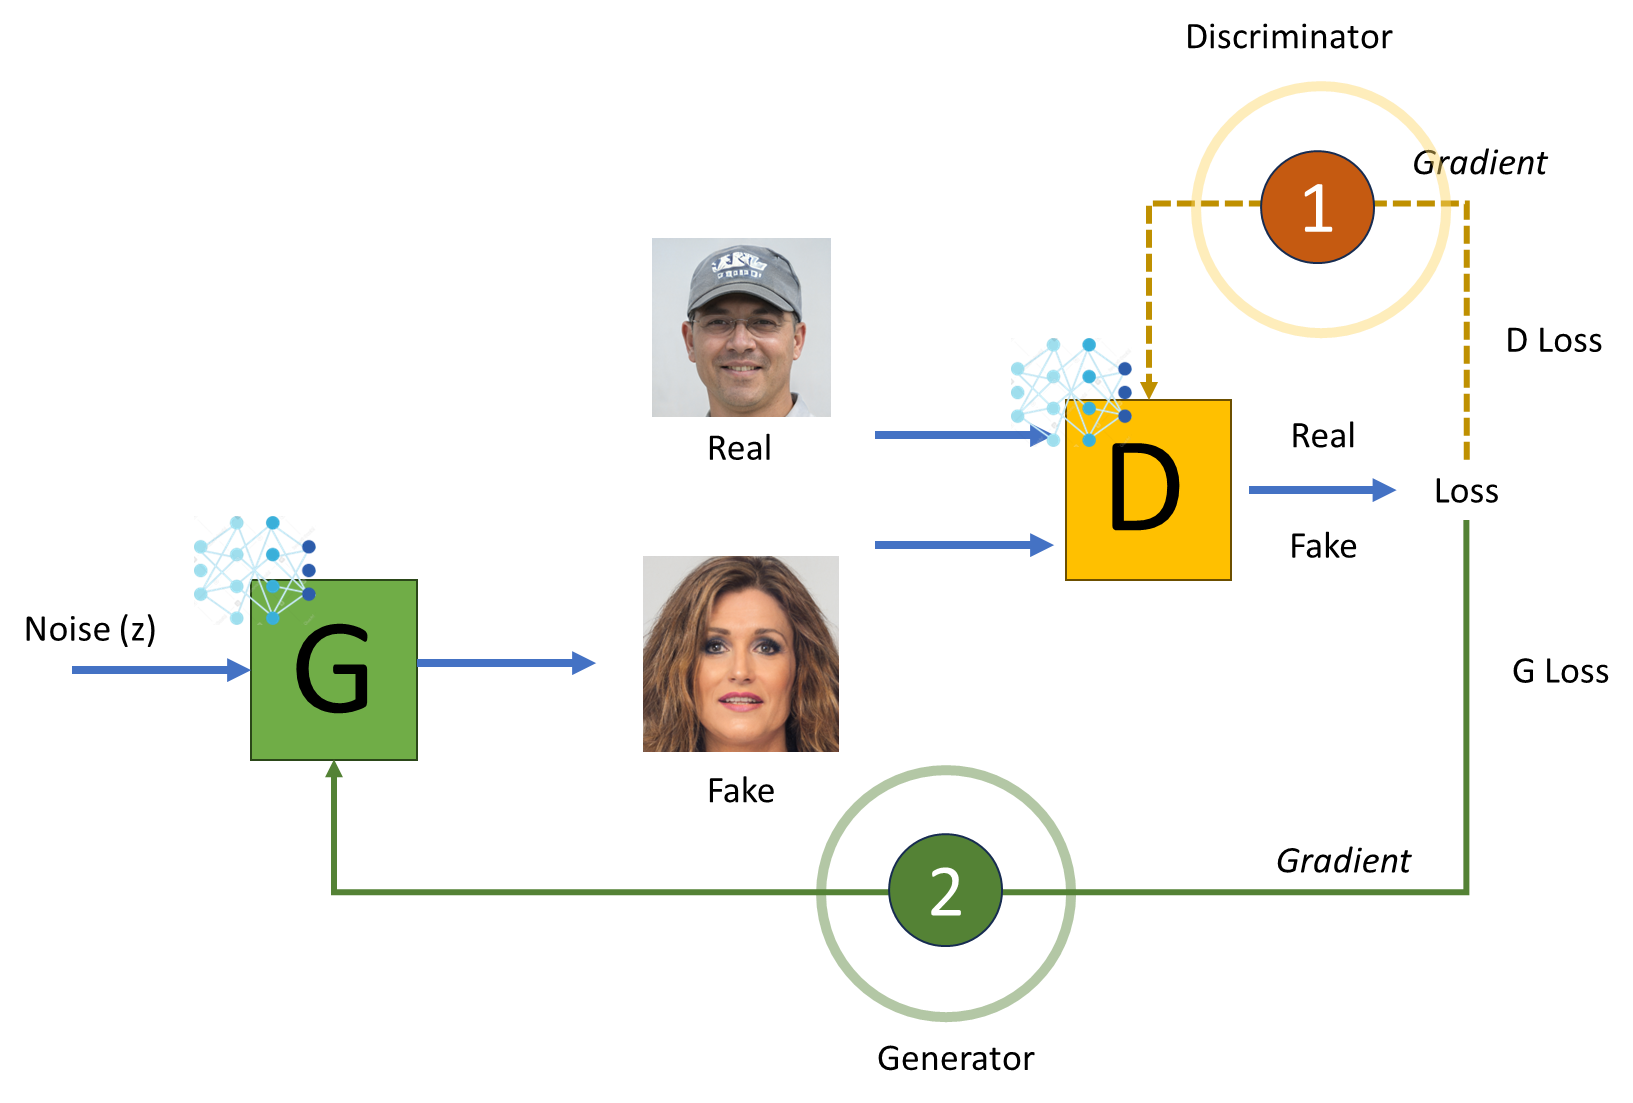 Discriminator
1
Gradient
D Loss
Real
D
Real
Loss
Fake
Noise (z)
G
G Loss
Fake
2
Gradient
Generator